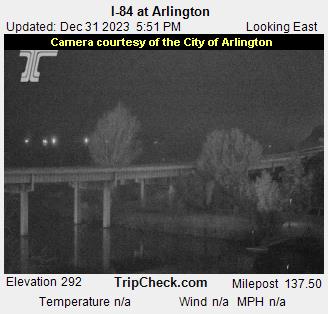 I-84 at Arlington
Updated: Dec 31 2023 5:51 PM Looking East
Camera courtesy of the City of Arlington
Elevation 292 TripCheck.com Milepost 137.50
Temperature n/a Wind n/a MPH n/a